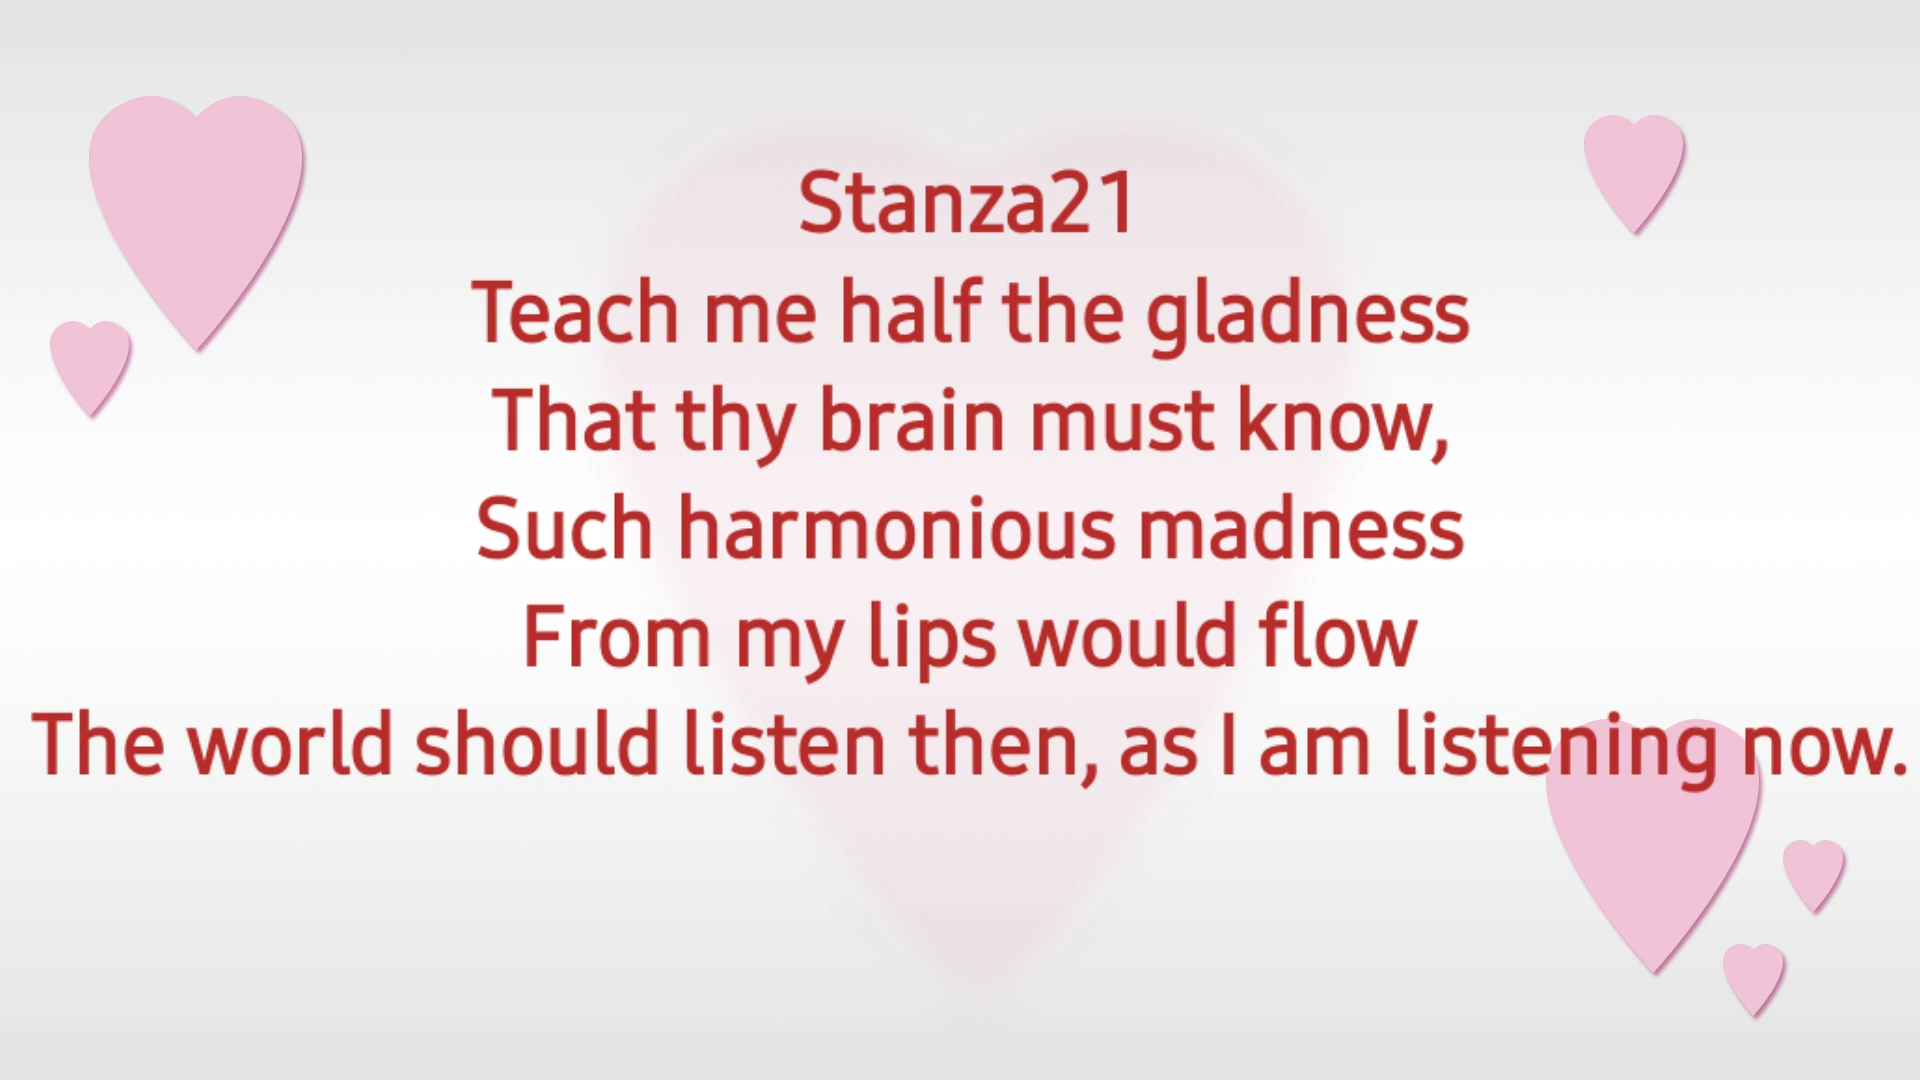 Stanza21
Teach me half the gladness
That thy brain must know,
Such harmonious madness
From my lips would flow
The world should listen then, as I am listening now.